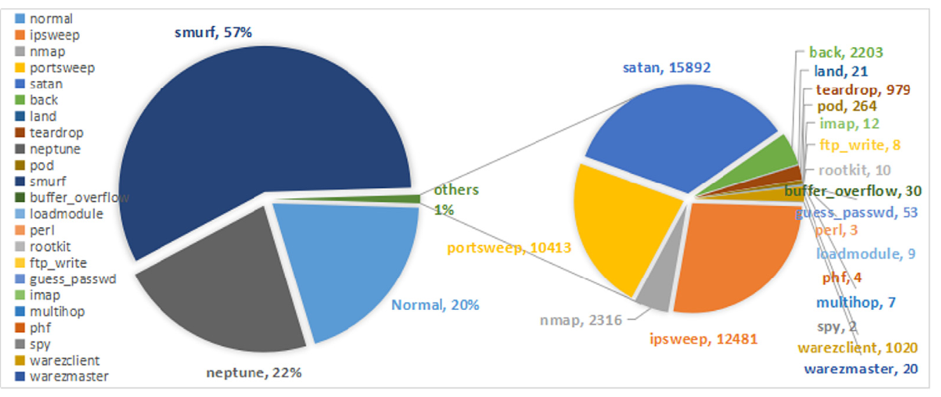 normal
ipsweep
nmap
portsweep
satan
back
land
teardrop
neptune
pod
smurf
buffer_overflow
loadmodule
perl
rootkit
ftp_write
guess_passwd
imap
multihop
phf
spy
warezclient
warezmaster
smurf, 57%
others
1%
Normal, 20%
neptune, 22%
satan, 15892
portsweep, 10413
nmap, 2316
ipsweep, 12481
back, 2203
land, 21
teardrop, 979
pod, 264
imap, 12
ftp_write, 8
rootkit, 10
buffer_overflow, 30
guess_passwd, 53
perl, 3
loadmodule, 9
phf, 4
multihop, 7
spy, 2
warezclient, 1020
warezmaster, 20